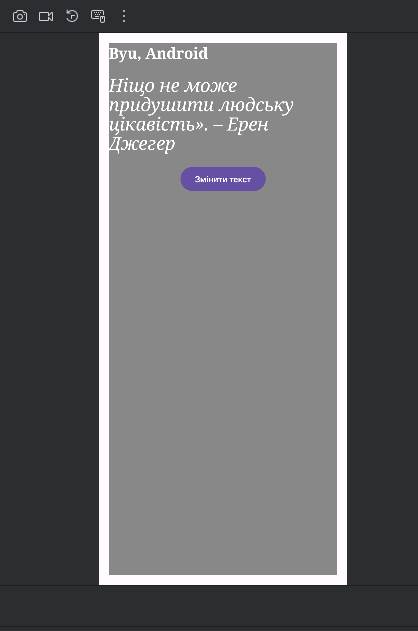 Byu, Android
Ніщо не може
придушити людську
цікавість». – Ерен
Джегер
Змінити текст